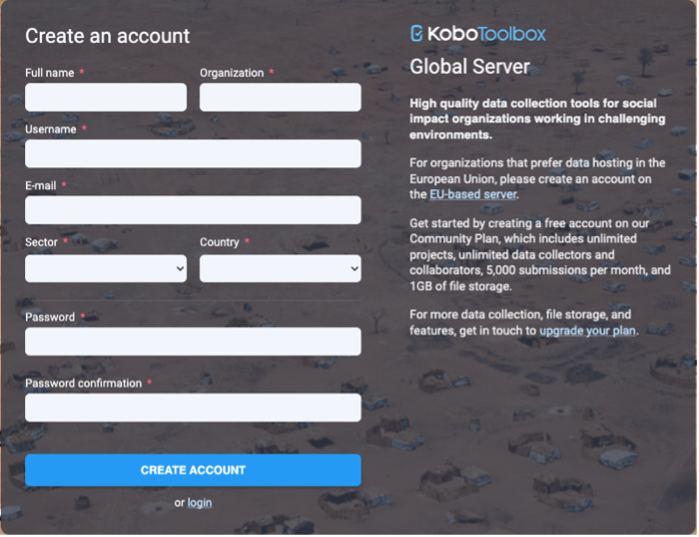 Create an account
Full name *
Organization *
Username *
E-mail *
Sector *
Country *
Password *
Password confirmation *
CREATE ACCOUNT
or login
KoboToolbox
Global Server
High quality data collection tools for social
impact organizations working in challenging
environments.
For organizations that prefer data hosting in the
European Union, please create an account on
the EU-based server.
Get started by creating a free account on our
Community Plan, which includes unlimited
projects, unlimited data collectors and
collaborators, 5,000 submissions per month, and
1GB of file storage.
For more data collection, file storage, and
features, get in touch to upgrade your plan.